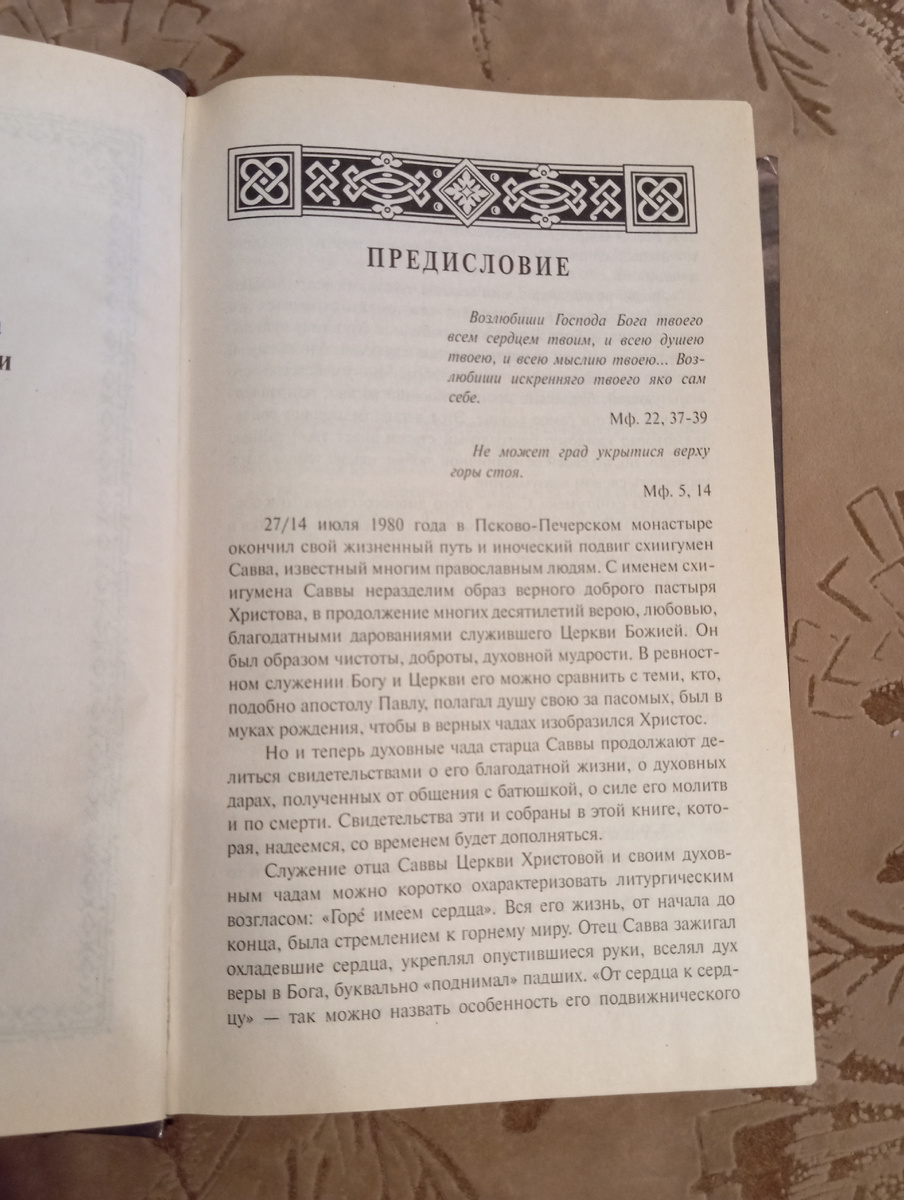 и
ПРЕДИСЛОВИЕ
Возлюбиши Господа Бога твоего
всем сердцем твоим, и всею душею
твоею, и всею мыслию твоею... Воз-
любиши искренняго твоего яко сам
себе.
Мф. 22, 37-39
Не может град укрытися верху
горы стоя.
Мф. 5, 14
27/14 июля 1980 года в Псково-Печерском монастыре
окончил свой жизненный путь и иноческий подвиг схиигумен
Савва, известный многим православным людям. С именем схи-
игумена Саввы неразделим образ верного доброго пастыря
Христова, в продолжение многих десятилетий верою, любовью,
благодатными дарованиями служившего Церкви Божией. Он
был образом чистоты, доброты, духовной мудрости. В ревност-
ном служении Богу и Церкви его можно сравнить с теми, кто,
подобно апостолу Павлу, полагал душу свою за пасомых, был в
муках рождения, чтобы в верных чадах изобразился Христос.
Но и теперь духовные чада старца Саввы продолжают де-
литься свидетельствами о его благодатной жизни, о духовных
дарах, полученных от общения с батюшкой, о силе его молитв
и по смерти. Свидетельства эти и собраны в этой книге, кото-
рая, надеемся, со временем будет дополняться.
Служение отца Саввы Церкви Христовой и своим духов-
ным чадам можно коротко охарактеризовать литургическим
возгласом: «Горе́ имеем сердца». Вся его жизнь, от начала до
конца, была стремлением к горнему миру. Отец Савва зажигал
охладевшие сердца, укреплял опустившиеся руки, вселял дух
веры в Бога, буквально «поднимал» падших. «От сердца к серд-
цу» — так можно назвать особенность его подвижнического